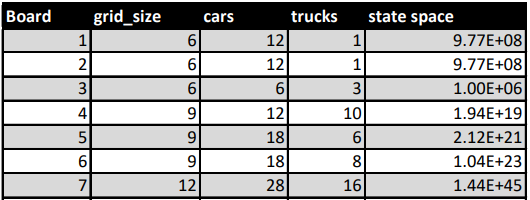 Board grid_size cars trucks state space
1 6 12 1 9.77E+08
2 6 12 1 9.77E+08
3 6 6 3 1.00E+06
4 9 12 10 1.94E+19
5 9 18 6 2.12E+21
6 9 18 8 1.04E+23
7 12 28 16 1.44E+45